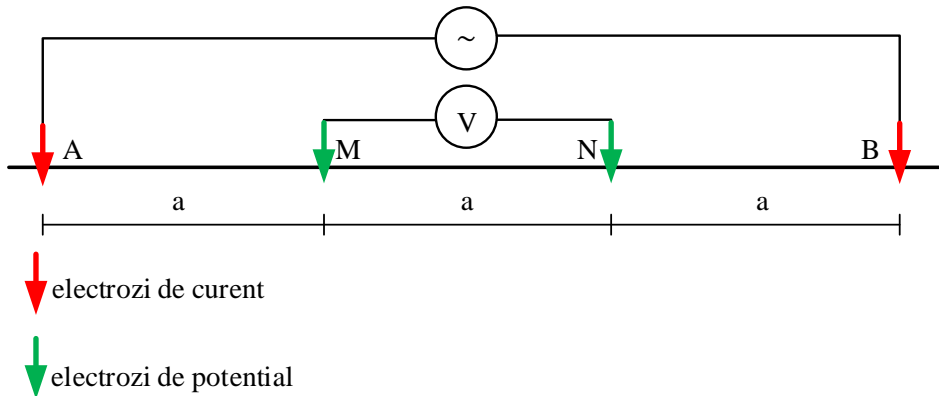 ~
V
A M N B
a a a
electrozi de curent
electrozi de potential